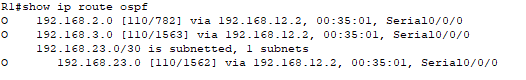 R1#show ip route ospf
O    192.168.2.0 [110/782] via 192.168.12.2, 00:35:01, Serial0/0/0
O    192.168.3.0 [110/1563] via 192.168.12.2, 00:35:01, Serial0/0/0
     192.168.23.0/30 is subnetted, 1 subnets
O       192.168.23.0 [110/1562] via 192.168.12.2, 00:35:01, Serial0/0/0